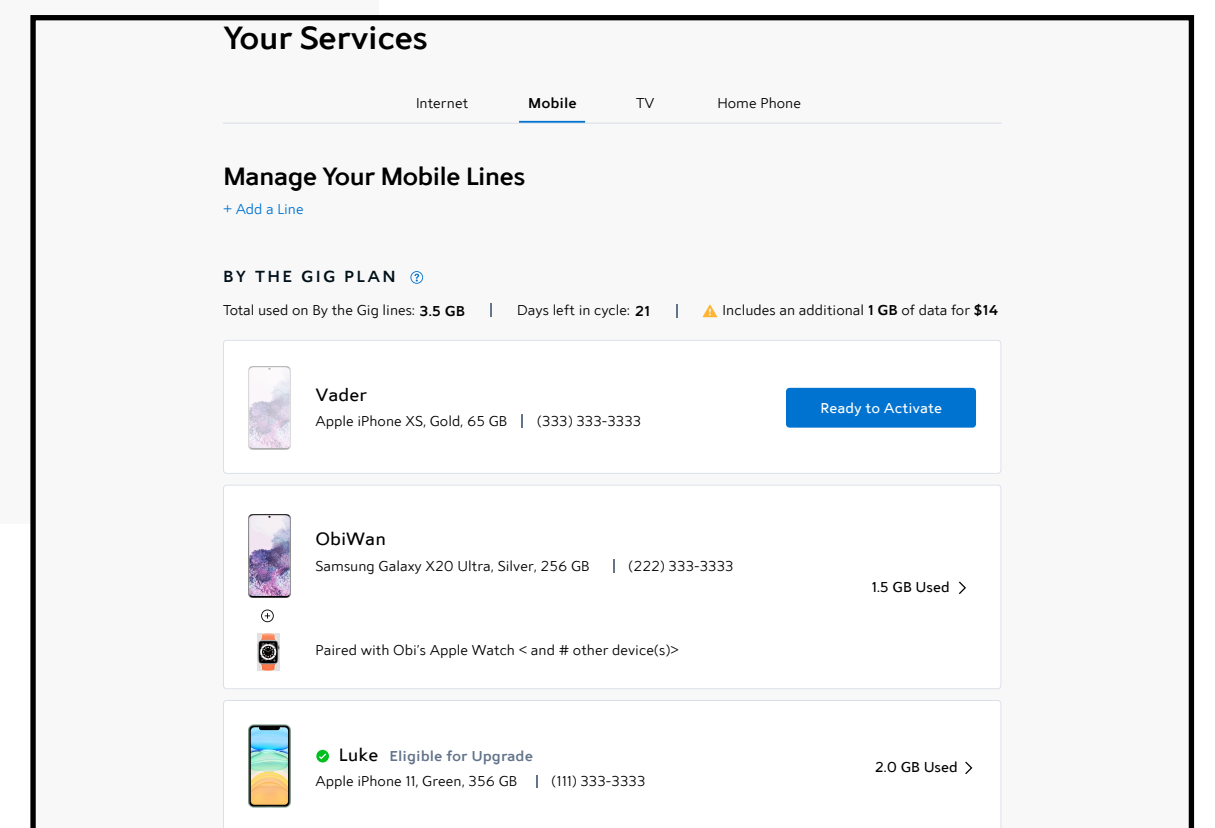 Your Services
Internet Mobile TV Home Phone
Manage Your Mobile Lines
+ Add a Line
BY THE GIG PLAN ?
Total used on By the Gig lines: 3.5 GB | Days left in cycle: 21 | Includes an additional 1 GB of data for $14
Vader
Apple iPhone XS, Gold, 65 GB | (333) 333-3333
Ready to Activate
ObiWan
Samsung Galaxy X20 Ultra, Silver, 256 GB | (222) 333-3333
1.5 GB Used >
Paired with Obi's Apple Watch < and # other device(s)>
Luke Eligible for Upgrade
Apple iPhone 11, Green, 356 GB | (111) 333-3333
2.0 GB Used >